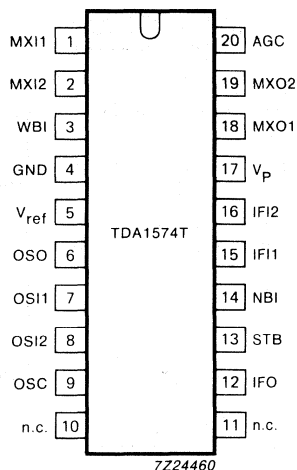 MXI1 1 20 AGC
MXI2 2 19 MXO2
WBI 3 18 MXO1
GND 4 17 Vp
Vref 5 16 IFI2
TDA1574T
OSO 6 15 IFI1
OSI1 7 14 NBI
OSI2 8 13 STB
OSC 9 12 IFO
n.c. 10 11 n.c.
7Z24460